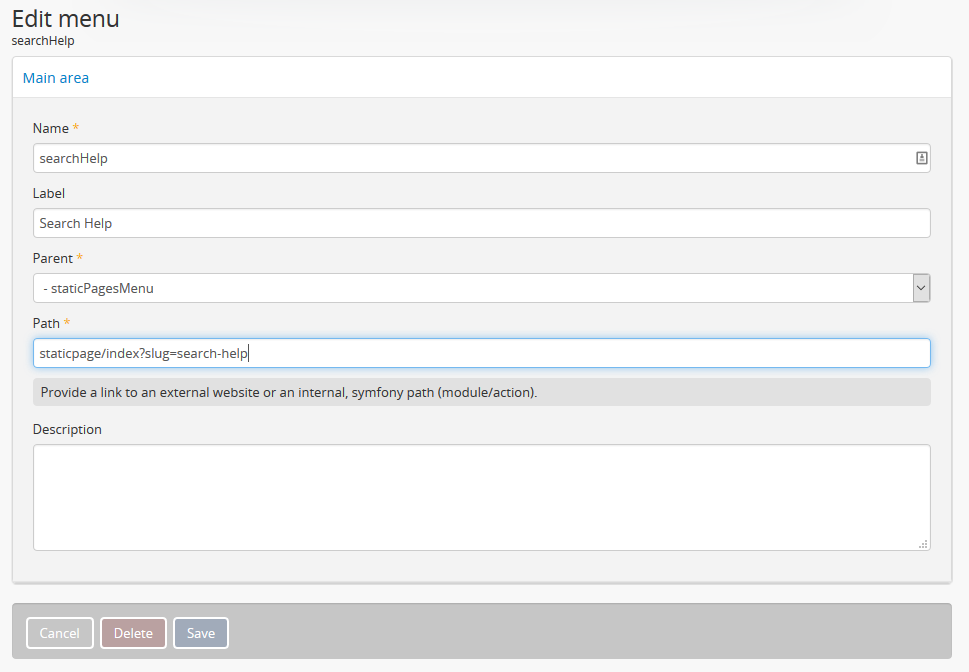 Edit menu
searchHelp
Main area
Name *
searchHelp
Label
Search Help
Parent *
- staticPagesMenu
Path *
staticpage/index?slug=search-help
Provide a link to an external website or an internal, symfony path (module/action).
Description
Cancel Delete Save